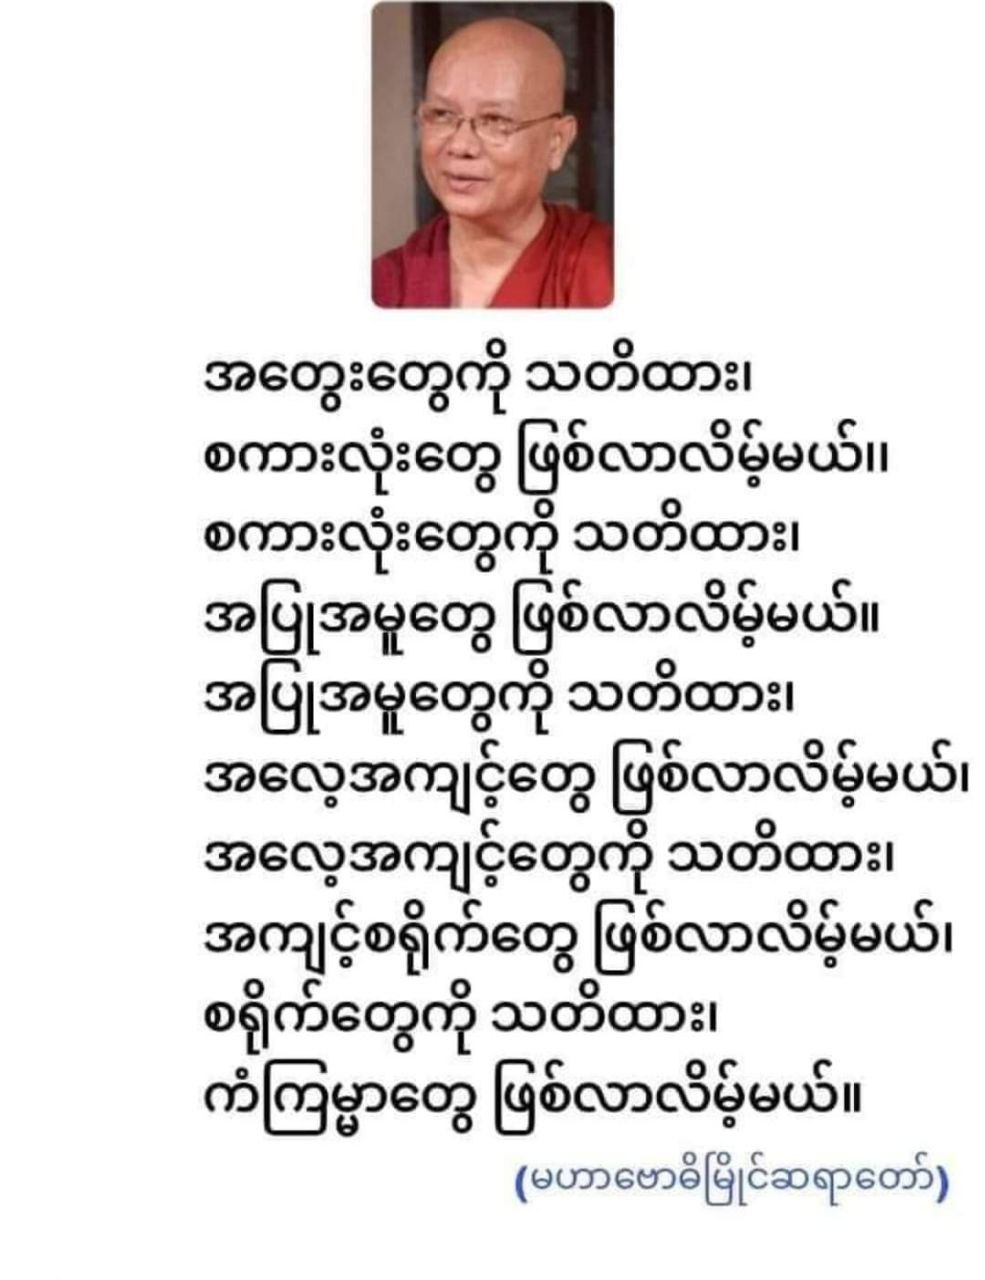 အတွေးတွေကို သတိထား၊
စကားလုံးတွေ ဖြစ်လာလိမ့်မယ်၊၊
စကားလုံးတွေကို သတိထား၊
အပြုအမူတွေ ဖြစ်လာလိမ့်မယ်။
အပြုအမူတွေကို သတိထား၊
အလေ့အကျင့်တွေ ဖြစ်လာလိမ့်မယ်၊
အလေ့အကျင့်တွေကို သတိထား၊
အကျင့်စရိုက်တွေ ဖြစ်လာလိမ့်မယ်၊
စရိုက်တွေကို သတိထား၊
ကံကြမ္မာတွေ ဖြစ်လာလိမ့်မယ်။
(မဟာဗောဓိမြိုင်ဆရာတော်)